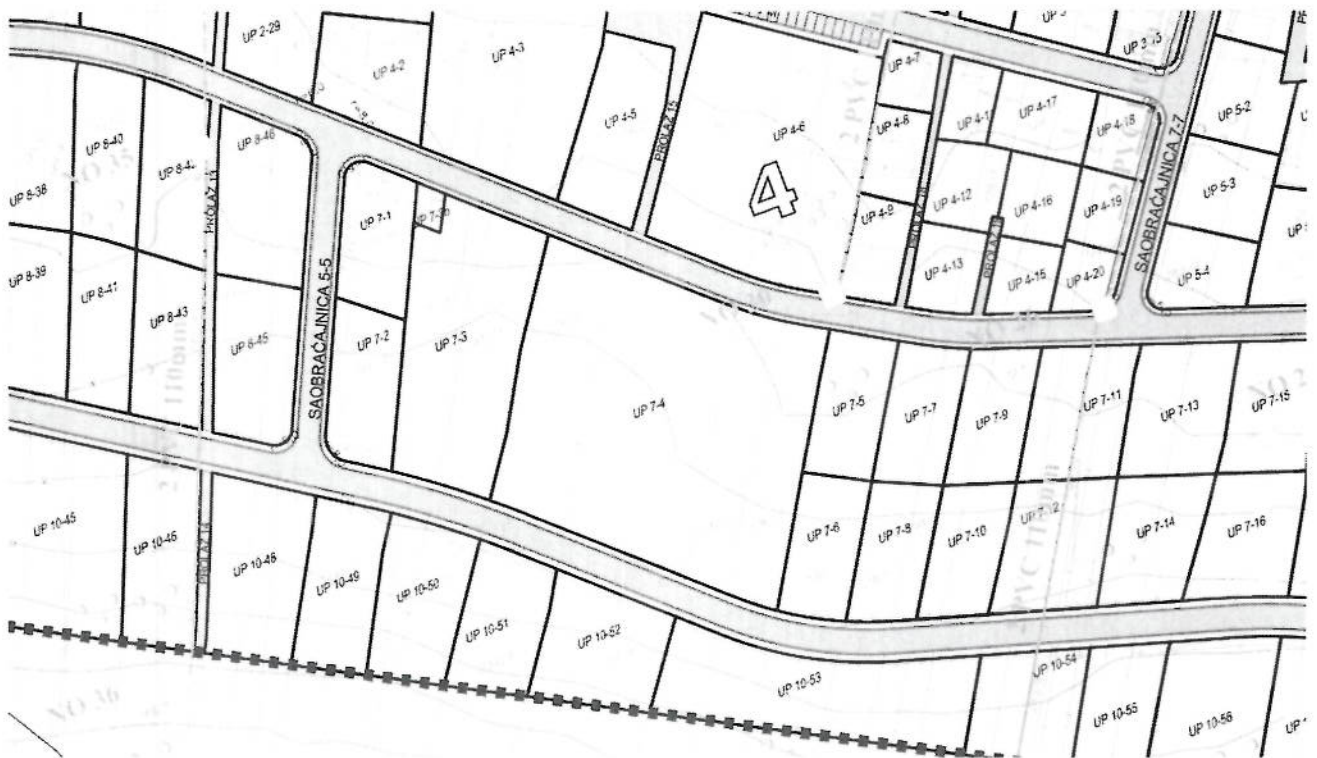 UP 2-29
UP 4-2
UP 4-3
UP 4-5
PROLAZ 15
UP 4-6
4
UP 4-7
UP 4-8
UP 4-9
UP 4-17
UP 4-18
UP 4-12
UP 4-16
UP 4-19
UP 4-13
UP 4-15
UP 4-20
SAOBRAĆAJNICA 7-7
UP 5-2
UP 5-3
UP 5-4
UP 8-40
UP 8-46
UP 8-38
PROLAZ 13
UP 7-1
UP 8-39
UP 8-41
UP 8-43
UP 8-45
SAOBRAĆAJNICA 5-5
UP 7-2
UP 7-3
UP 7-4
UP 7-5
UP 7-7
UP 7-9
UP 7-11
UP 7-13
UP 7-15
UP 7-6
UP 7-8
UP 7-10
UP 7-12
UP 7-14
UP 7-16
UP 10-45
UP 10-46
PROLAZ 14
UP 10-48
UP 10-49
UP 10-50
UP 10-51
UP 10-52
UP 10-53
UP 10-54
UP 10-55
UP 10-56
NO 36